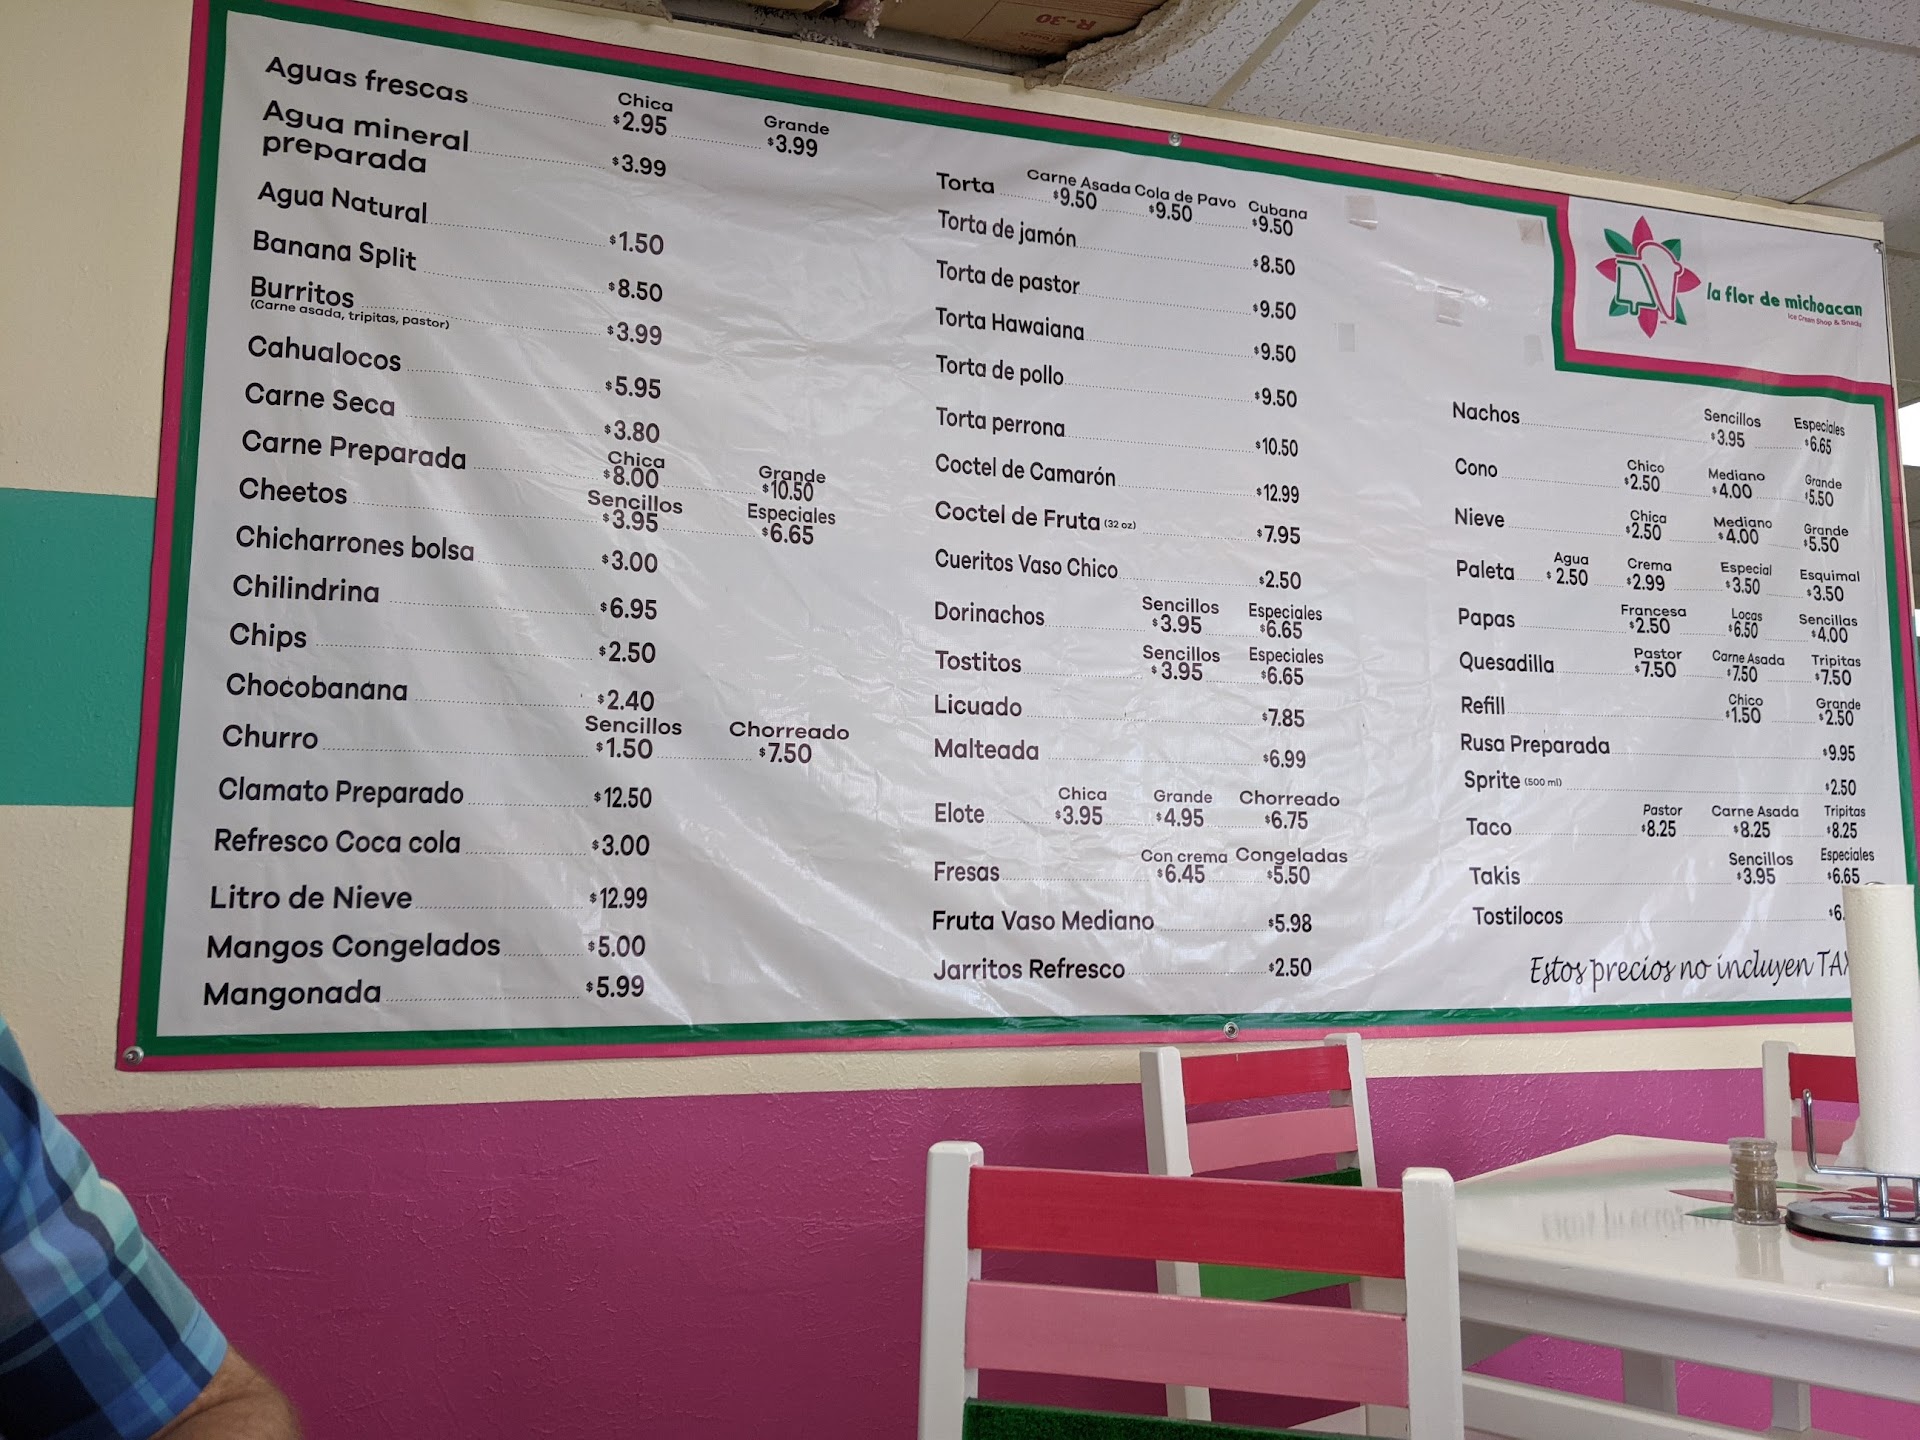 R-30
Aguas frescas Chica $2.95 Grande $3.99
Agua mineral preparada $3.99
Agua Natural $1.50
Banana Split $8.50
Burritos $3.99
(Carne asada, tripitas, pastor)
Cahualocos $5.95
Carne Seca $3.80
Carne Preparada Chica $8.00 Grande $10.50
Cheetos Sencillos $3.95 Especiales $6.65
Chicharrones bolsa $3.00
Chilindrina $6.95
Chips $2.50
Chocobanana $2.40
Churro Sencillos $1.50 Chorreado $7.50
Clamato Preparado $12.50
Refresco Coca cola $3.00
Litro de Nieve $12.99
Mangos Congelados $5.00
Mangonada $5.99
Torta Carne Asada $9.50 Cola de Pavo $9.50 Cubana $9.50
Torta de jamón $8.50
Torta de pastor $9.50
Torta Hawaiana $9.50
Torta de pollo $9.50
Torta perrona $10.50
Coctel de Camarón $12.99
Coctel de Fruta (32 oz) $7.95
Cueritos Vaso Chico $2.50
Dorinachos Sencillos $3.95 Especiales $6.65
Tostitos Sencillos $3.95 Especiales $6.65
Licuado $7.85
Malteada $6.99
Elote Chica $3.95 Grande $4.95 Chorreado $6.75
Fresas Con crema $6.45 Congeladas $5.50
Fruta Vaso Mediano $5.98
Jarritos Refresco $2.50
la flor de michoacan
Ice Cream Shop & Snacks
Nachos Sencillos $3.95 Especiales $6.65
Cono Chico $2.50 Mediano $4.00 Grande $5.50
Nieve Chica $2.50 Mediano $4.00 Grande $5.50
Paleta Agua $2.50 Crema $2.99 Especial $3.50 Esquimal $3.50
Papas Francesa $2.50 Locas $6.50 Sencillas $4.00
Quesadilla Pastor $7.50 Carne Asada $7.50 Tripitas $7.50
Refill Chico $1.50 Grande $2.50
Rusa Preparada $9.95
Sprite (500 ml) $2.50
Taco Pastor $8.25 Carne Asada $8.25 Tripitas $8.25
Takis Sencillos $3.95 Especiales $6.65
Tostilocos $6.
Estos precios no incluyen TAX